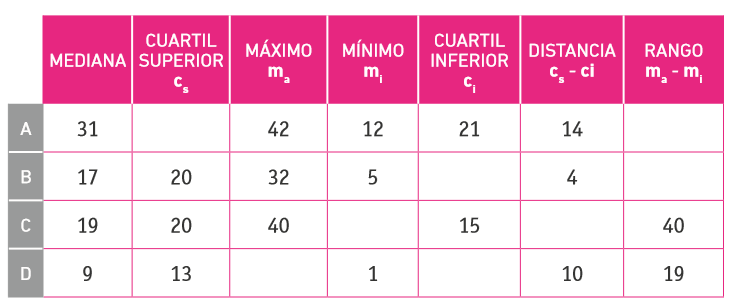 MEDIANA CUARTIL SUPERIOR cs MÁXIMO ma MÍNIMO mi CUARTIL INFERIOR ci DISTANCIA cs - ci RANGO ma - mi
A 31 42 12 21 14
B 17 20 32 5 4
C 19 20 40 15 40
D 9 13 1 10 19